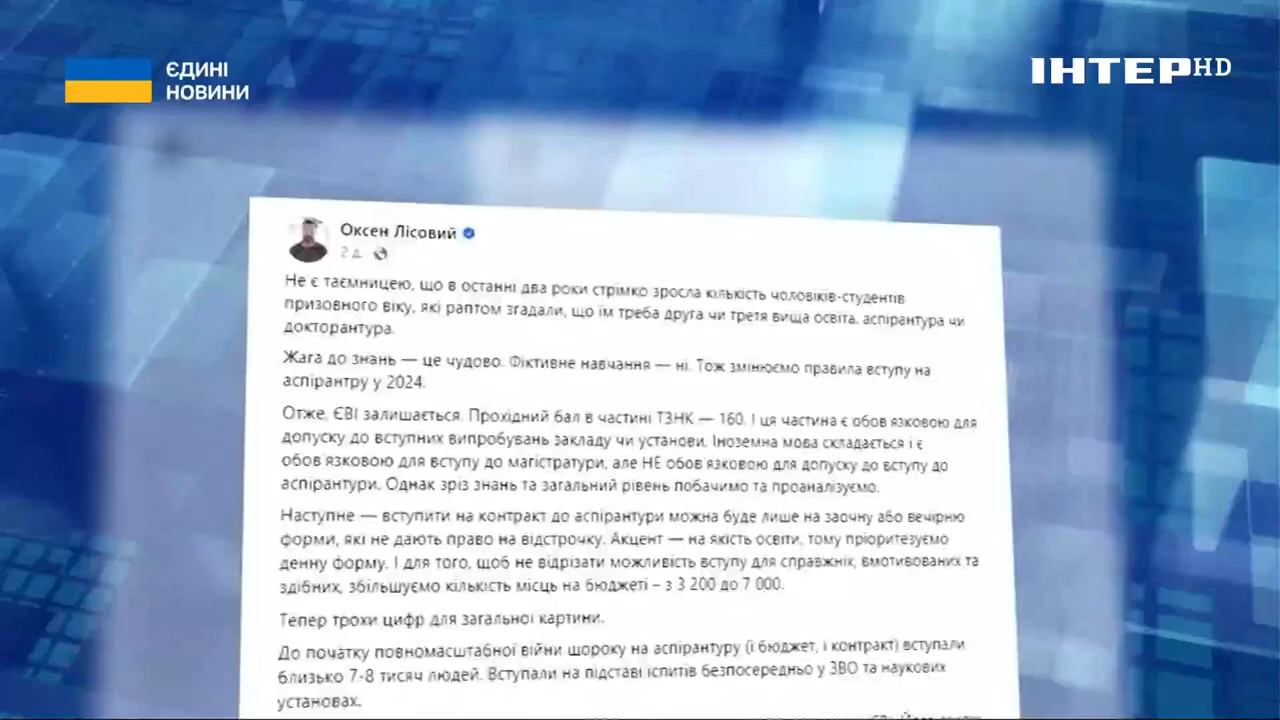 ЄДИНІ
НОВИНИ
ІНТЕРHD
Оксен Лісовий
2 д.
Не є таємницею, що в останні два роки стрімко зросла кількість чоловіків-студентів
призовного віку, які раптом згадали, що їм треба друга чи третя вища освіта, аспірантура чи
докторантура.
Жага до знань — це чудово. Фіктивне навчання — ні. Тож змінюємо правила вступу на
аспірантру у 2024.
Отже, ЄВІ залишається. Прохідний бал в частині ТЗНК — 160. І ця частина є обов'язковою для
допуску до вступних випробувань закладу чи установи. Іноземна мова складається і є
обов'язковою для вступу до магістратури, але НЕ обов'язковою для допуску до вступу до
аспірантури. Однак зріз знань та загальний рівень побачимо та проаналізуємо.
Наступне — вступити на контракт до аспірантури можна буде лише на заочну або вечірню
форми, які не дають право на відстрочку. Акцент — на якість освіти, тому пріоритезуємо
денну форму. І для того, щоб не відрізати можливість вступу для справжніх, вмотивованих та
здібних, збільшуємо кількість місць на бюджеті – з 3 200 до 7 000.
Тепер трохи цифр для загальної картини.
До початку повномасштабної війни щороку на аспірантуру (і бюджет, і контракт) вступали
близько 7-8 тисяч людей. Вступали на підставі іспитів безпосередньо у ЗВО та наукових
установах.